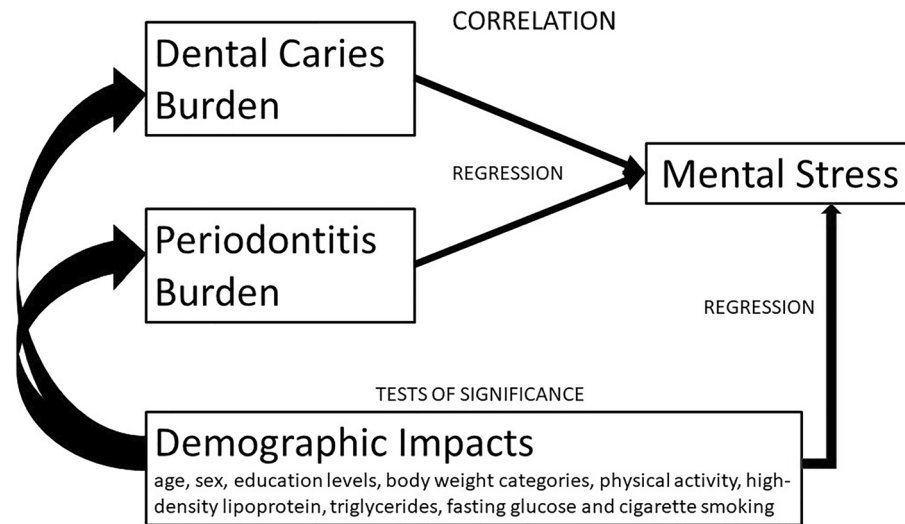 CORRELATION
Dental Caries
Burden
REGRESSION
Mental Stress
Periodontitis
Burden
REGRESSION
TESTS OF SIGNIFICANCE
Demographic Impacts
age, sex, education levels, body weight categories, physical activity, high-
density lipoprotein, triglycerides, fasting glucose and cigarette smoking